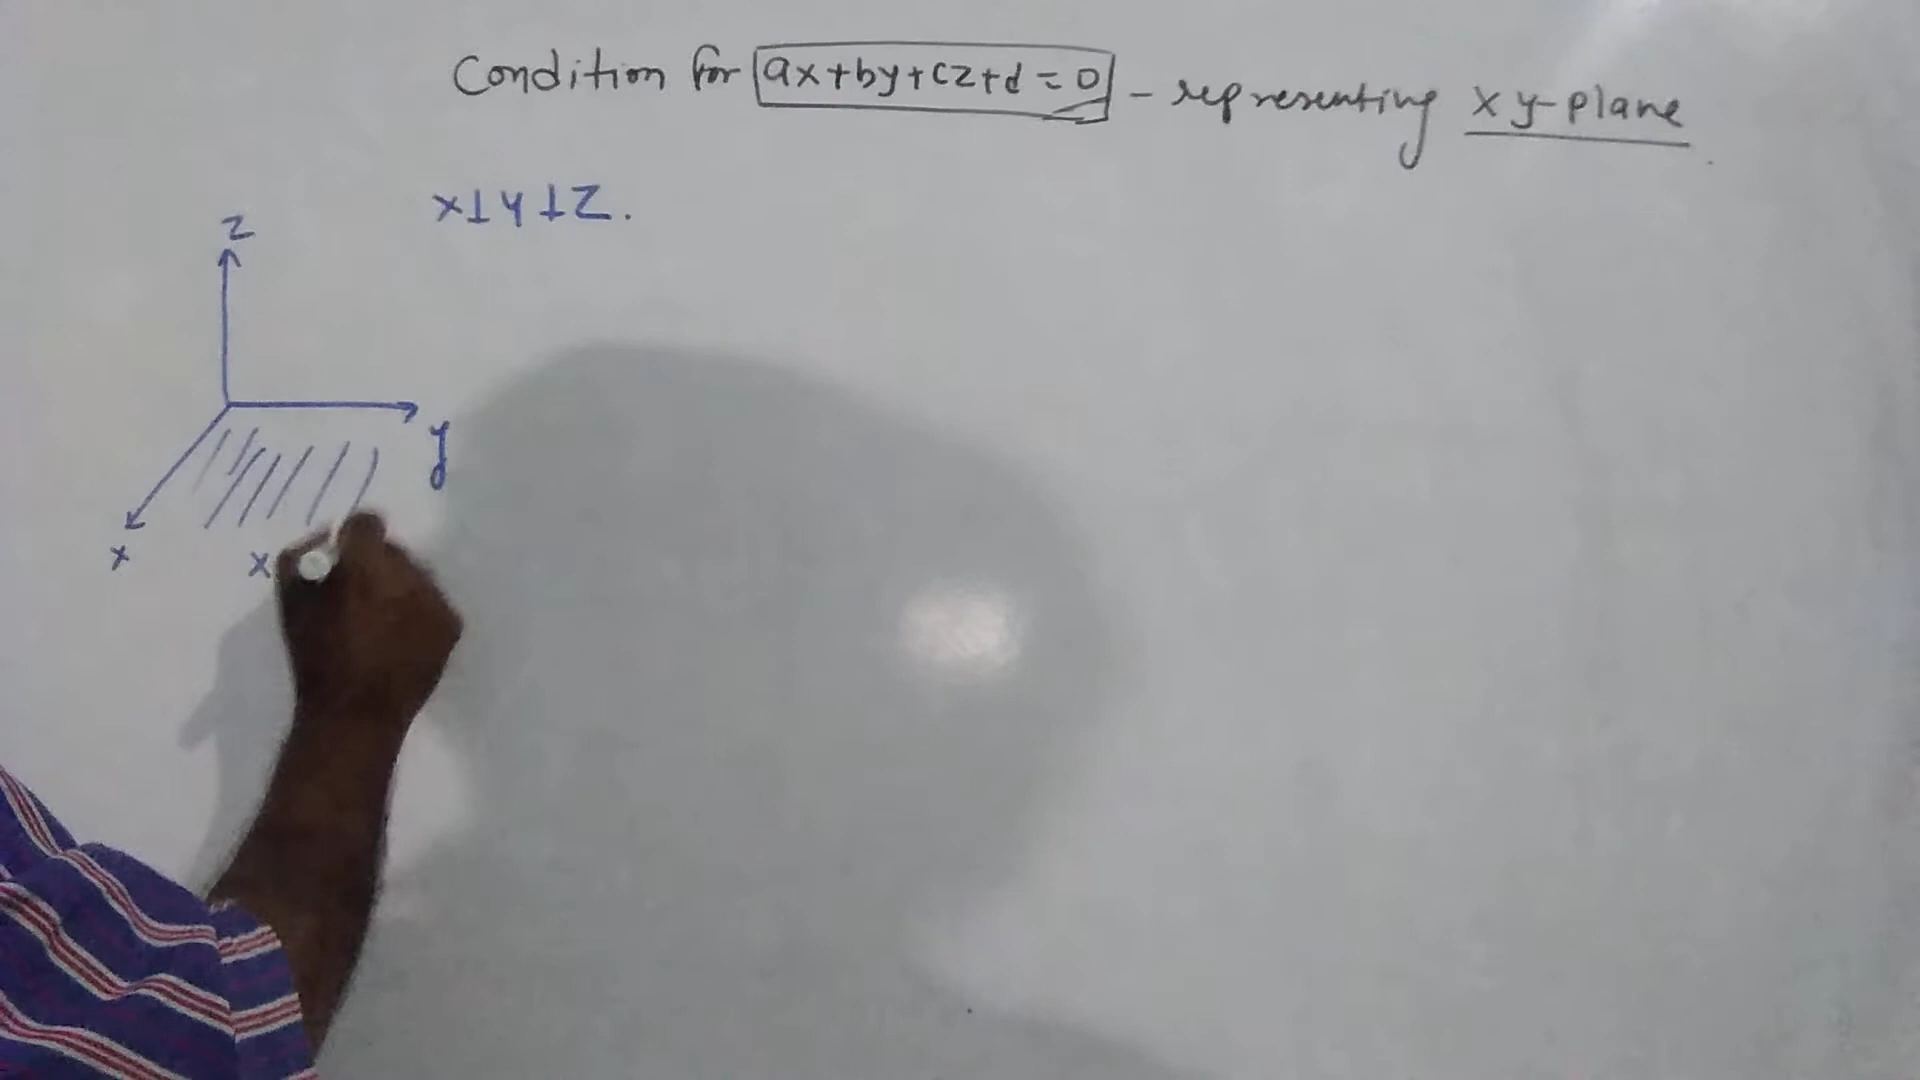 Condition for ax+by+cz+d=0 - representing xy-plane
x⊥y⊥z.
z
y
x
x